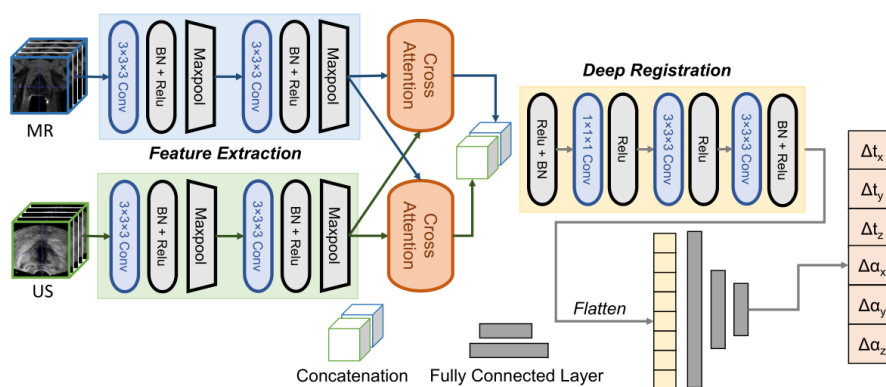 MR
3×3×3 Conv
BN + Relu
Maxpool
3×3×3 Conv
BN + Relu
Maxpool
Cross
Attention
Feature Extraction
US
3×3×3 Conv
BN + Relu
Maxpool
3×3×3 Conv
BN + Relu
Maxpool
Cross
Attention
Deep Registration
Relu + BN
1×1×1 Conv
Relu
3×3×3 Conv
Relu
3×3×3 Conv
BN + Relu
Flatten
Δtx
Δty
Δtz
Δαx
Δαy
Δαz
Concatenation
Fully Connected Layer